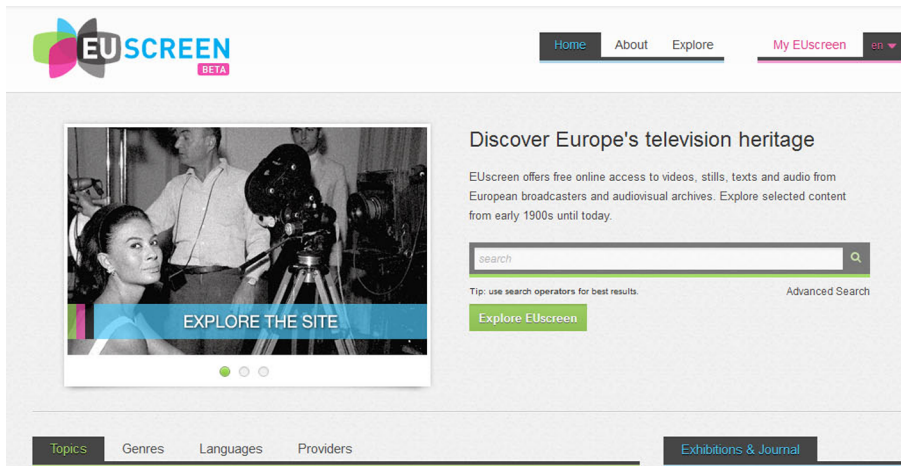 EUSCREEN
BETA
Home About Explore My EUscreen en
Discover Europe's television heritage
EUscreen offers free online access to videos, stills, texts and audio from
European broadcasters and audiovisual archives. Explore selected content
from early 1900s until today.
search
Tip: use search operators for best results. Advanced Search
Explore EUscreen
EXPLORE THE SITE
Topics Genres Languages Providers Exhibitions & Journal